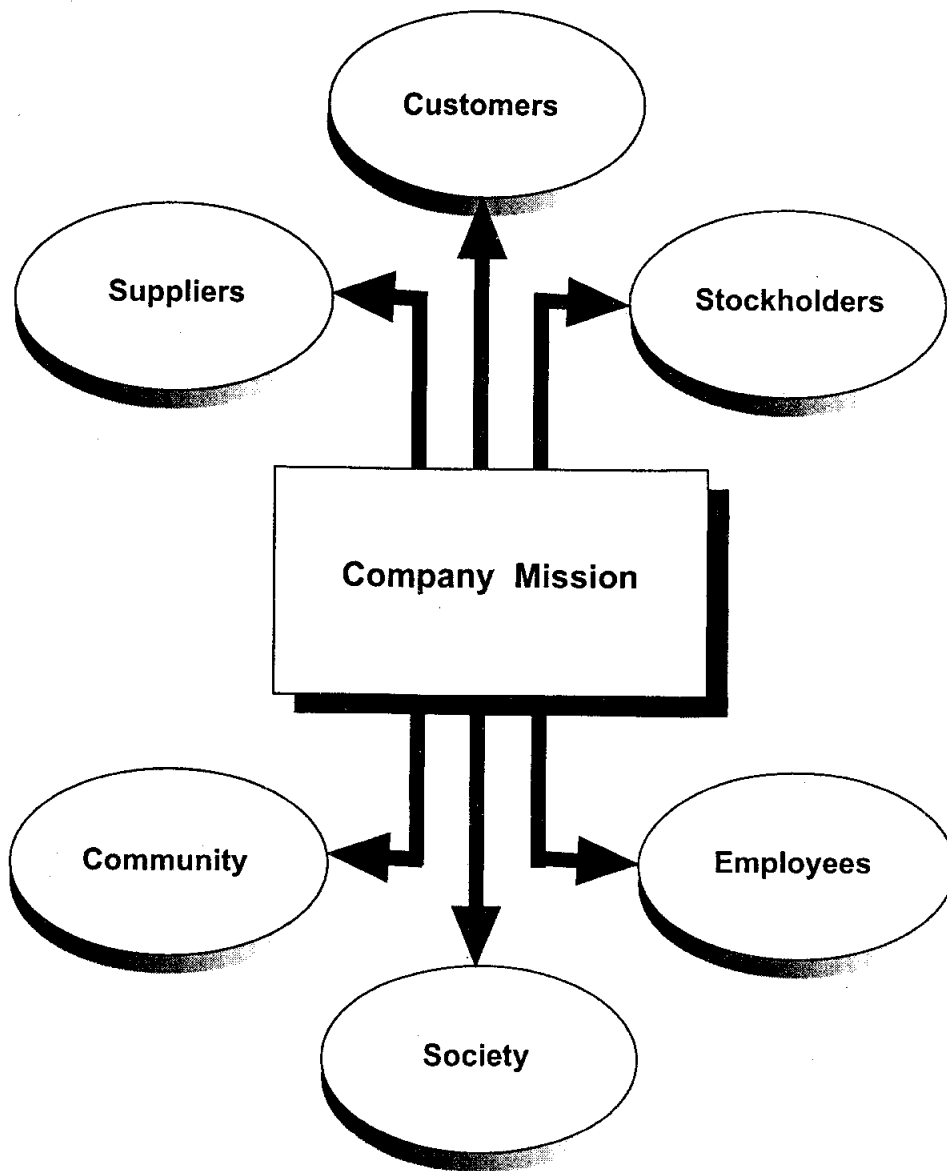 Customers
Suppliers
Stockholders
Company Mission
Community
Employees
Society